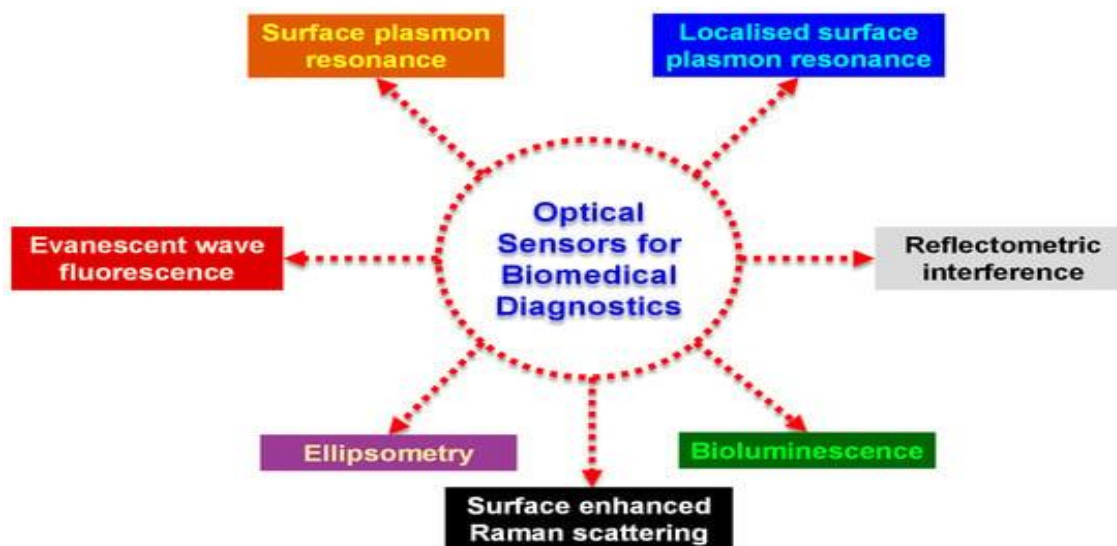 Surface plasmon
resonance
Localised surface
plasmon resonance
Optical
Sensors for
Biomedical
Diagnostics
Evanescent wave
fluorescence
Reflectometric
interference
Ellipsometry
Bioluminescence
Surface enhanced
Raman scattering